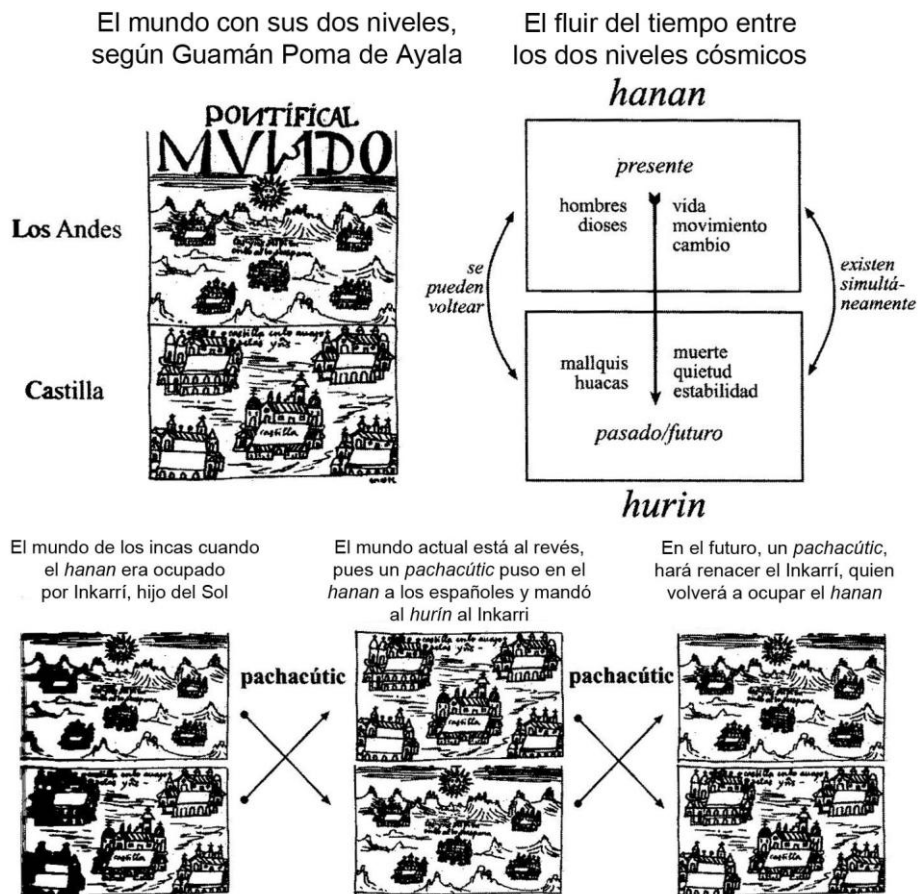 El mundo con sus dos niveles,
según Guamán Poma de Ayala
El fluir del tiempo entre
los dos niveles cósmicos
PONTIFICAL
MVNDO
Los Andes
Castilla
castilla
hanan
presente
hombres
dioses
vida
movimiento
cambio
se
pueden
voltear
existen
simultá-
neamente
mallquis
huacas
muerte
quietud
estabilidad
pasado/futuro
hurin
El mundo de los incas cuando
el hanan era ocupado
por Inkarrí, hijo del Sol
El mundo actual está al revés,
pues un pachacútic puso en el
hanan a los españoles y mandó
al hurín al Inkarri
En el futuro, un pachacútic,
hará renacer el Inkarrí, quien
volverá a ocupar el hanan
pachacútic
pachacútic
castilla
castilla
castilla